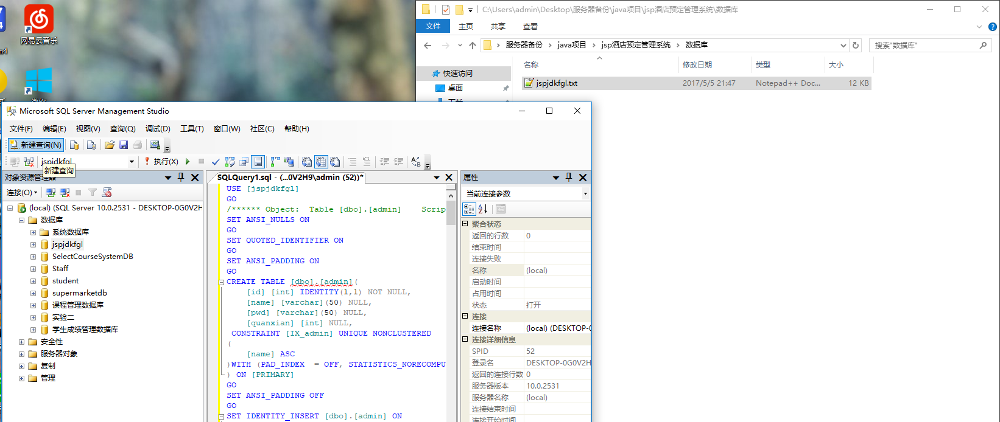 网易云音乐
C:\Users\admin\Desktop\服务器备份\java项目\jsp酒店预定管理系统\数据库
文件 主页 共享 查看
服务器备份 java项目 jsp酒店预定管理系统 数据库
搜索"数据库"
名称 修改日期 类型 大小
快速访问
桌面
jspjdkfgl.txt 2017/5/5 21:47 Notepad++ Doc... 12 KB
Microsoft SQL Server Management Studio
文件(F) 编辑(E) 视图(V) 查询(Q) 调试(D) 工具(T) 窗口(W) 社区(C) 帮助(H)
新建查询(N)
jspjdkfgl 执行(X)
新建查询
对象资源管理器
连接(O)
(local) (SQL Server 10.0.2531 - DESKTOP-0G0V2H
数据库
系统数据库
jspjdkfgl
SelectCourseSystemDB
Staff
student
supermarketdb
课程管理数据库
实验二
学生成绩管理数据库
安全性
服务器对象
复制
管理
SQLQuery1.sql - (...0V2H9\admin (52))*
USE [jspjdkfgl]
GO
/****** Object:  Table [dbo].[admin]    Scrip
SET ANSI_NULLS ON
GO
SET QUOTED_IDENTIFIER ON
GO
SET ANSI_PADDING ON
GO
CREATE TABLE [dbo].[admin](
[id] [int] IDENTITY(1,1) NOT NULL,
[name] [varchar](50) NULL,
[pwd] [varchar](50) NULL,
[quanxian] [int] NULL,
CONSTRAINT [IX_admin] UNIQUE NONCLUSTERED
(
[name] ASC
)WITH (PAD_INDEX  = OFF, STATISTICS_NORECOMPU
) ON [PRIMARY]
GO
SET ANSI_PADDING OFF
GO
SET IDENTITY_INSERT [dbo].[admin] ON
属性
当前连接参数
聚合状态
返回的行数 0
结束时间
连接失败
名称 (local)
启动时间
占用时间
状态 打开
连接
连接名称 (local) (DESKTOP-0
连接详细信息
SPID 52
登录名 DESKTOP-0G0V2H
返回的连接行数 0
服务器版本 10.0.2531
服务器名称 (local)
连接结束时间
连接开始时间